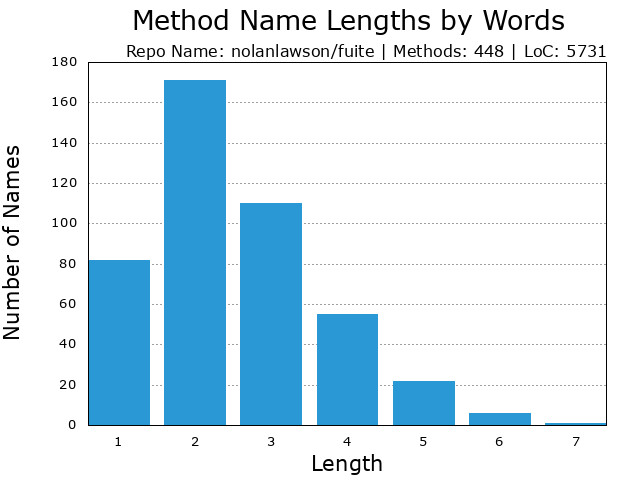 Method Name Lengths by Words
Repo Name: nolanlawson/fuite | Methods: 448 | LoC: 5731
Number of Names
180
160
140
120
100
80
60
40
20
0
1 2 3 4 5 6 7
Length